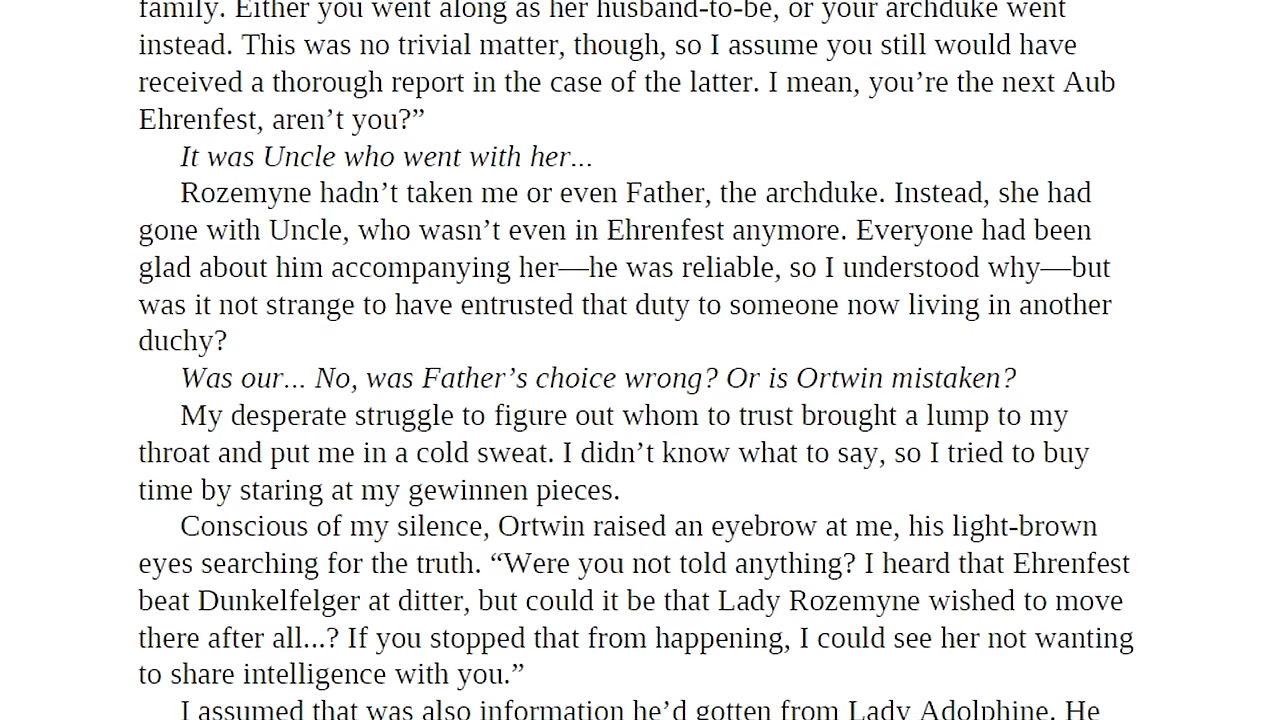 family. Either you went along as her husband-to-be, or your archduke went
instead. This was no trivial matter, though, so I assume you still would have
received a thorough report in the case of the latter. I mean, you’re the next Aub
Ehrenfest, aren’t you?”
It was Uncle who went with her...
Rozemyne hadn’t taken me or even Father, the archduke. Instead, she had
gone with Uncle, who wasn’t even in Ehrenfest anymore. Everyone had been
glad about him accompanying her—he was reliable, so I understood why—but
was it not strange to have entrusted that duty to someone now living in another
duchy?
Was our... No, was Father’s choice wrong? Or is Ortwin mistaken?
My desperate struggle to figure out whom to trust brought a lump to my
throat and put me in a cold sweat. I didn’t know what to say, so I tried to buy
time by staring at my gewinnen pieces.
Conscious of my silence, Ortwin raised an eyebrow at me, his light-brown
eyes searching for the truth. “Were you not told anything? I heard that Ehrenfest
beat Dunkelfelger at ditter, but could it be that Lady Rozemyne wished to move
there after all...? If you stopped that from happening, I could see her not wanting
to share intelligence with you.”
I assumed that was also information he’d gotten from Lady Adolphine. He